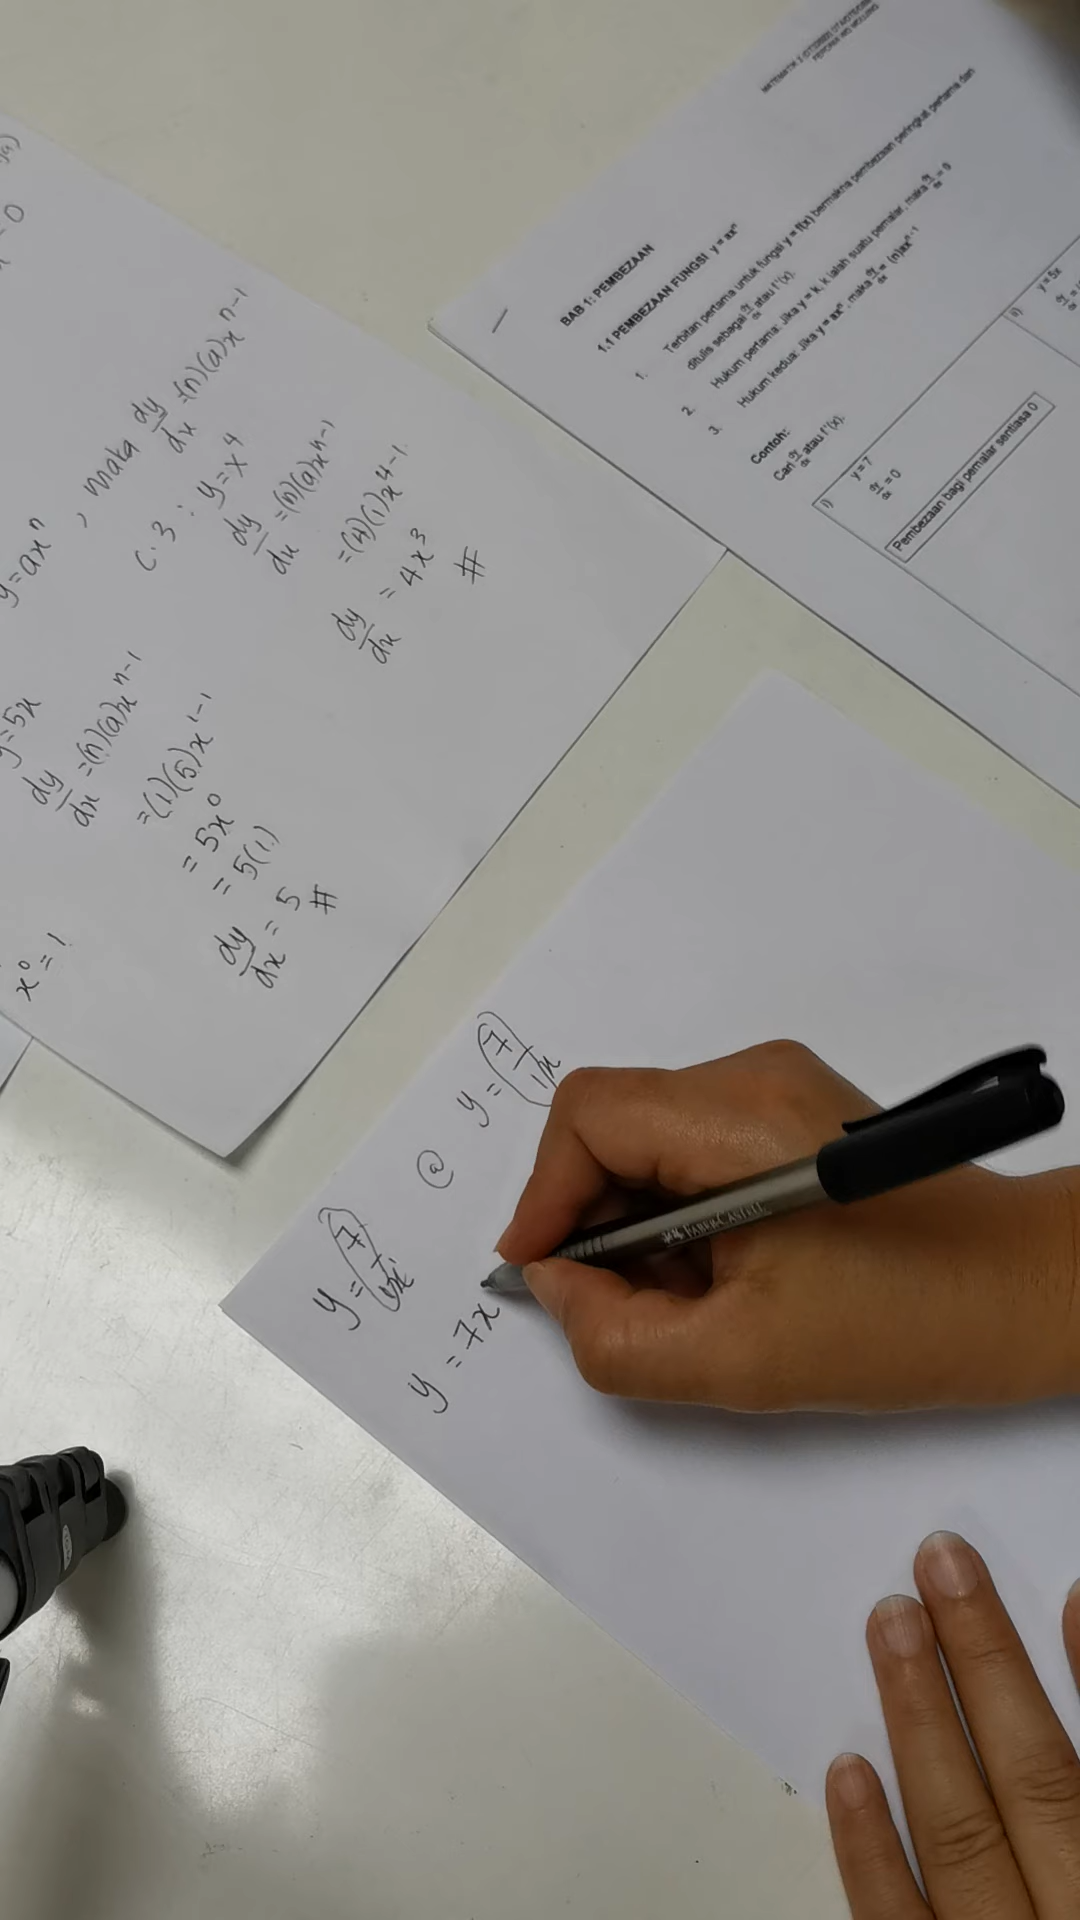 MATEMATIK 2
BAB 1: PEMBEZAAN
1.1 PEMBEZAAN FUNGSI y = axⁿ
1. Terbitan pertama untuk fungsi y = f(x) bermakna pembezaan peringkat pertama dan
ditulis sebagai dy/dx atau f'(x).
2. Hukum pertama: Jika y = k, k ialah suatu pemalar, maka dy/dx = 0
3. Hukum kedua: Jika y = axⁿ, maka dy/dx = (n)axⁿ⁻¹
Contoh:
Cari dy/dx atau f'(x).
i) y = 7
dy/dx = 0
Pembezaan bagi pemalar sentiasa 0
ii) y = 5x
dy/dx =
y = axⁿ , maka dy/dx = (n)(a)xⁿ⁻¹
c.3 : y = x⁴
dy/dx = (n)(a)xⁿ⁻¹
= (4)(1)x⁴⁻¹
dy/dx = 4x³
#
y = 5x
dy/dx = (n)(a)xⁿ⁻¹
= (1)(5)x¹⁻¹
= 5x⁰
= 5(1)
dy/dx = 5
#
x⁰ = 1
y = 7/x¹ @ y = 7/1x
y = 7x
FABER-CASTELL